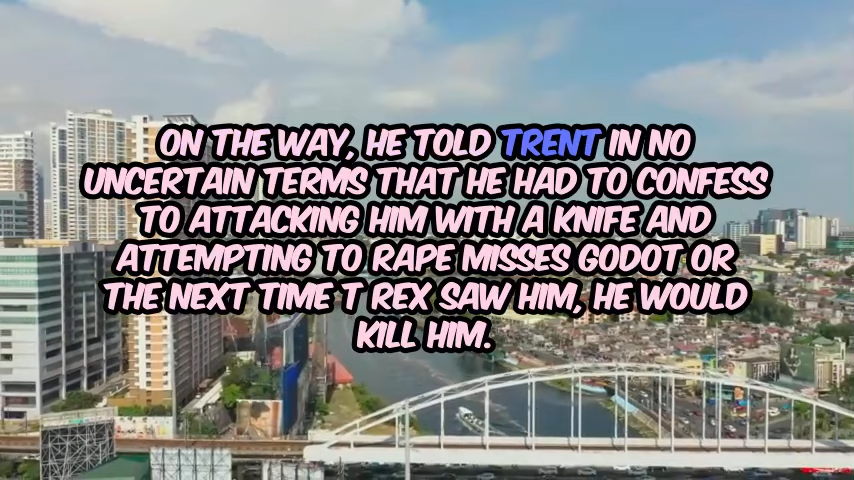 ON THE WAY, HE TOLD TRENT IN NO
UNCERTAIN TERMS THAT HE HAD TO CONFESS
TO ATTACKING HIM WITH A KNIFE AND
ATTEMPTING TO RAPE MISSES GODOT OR
THE NEXT TIME T REX SAW HIM, HE WOULD
KILL HIM.